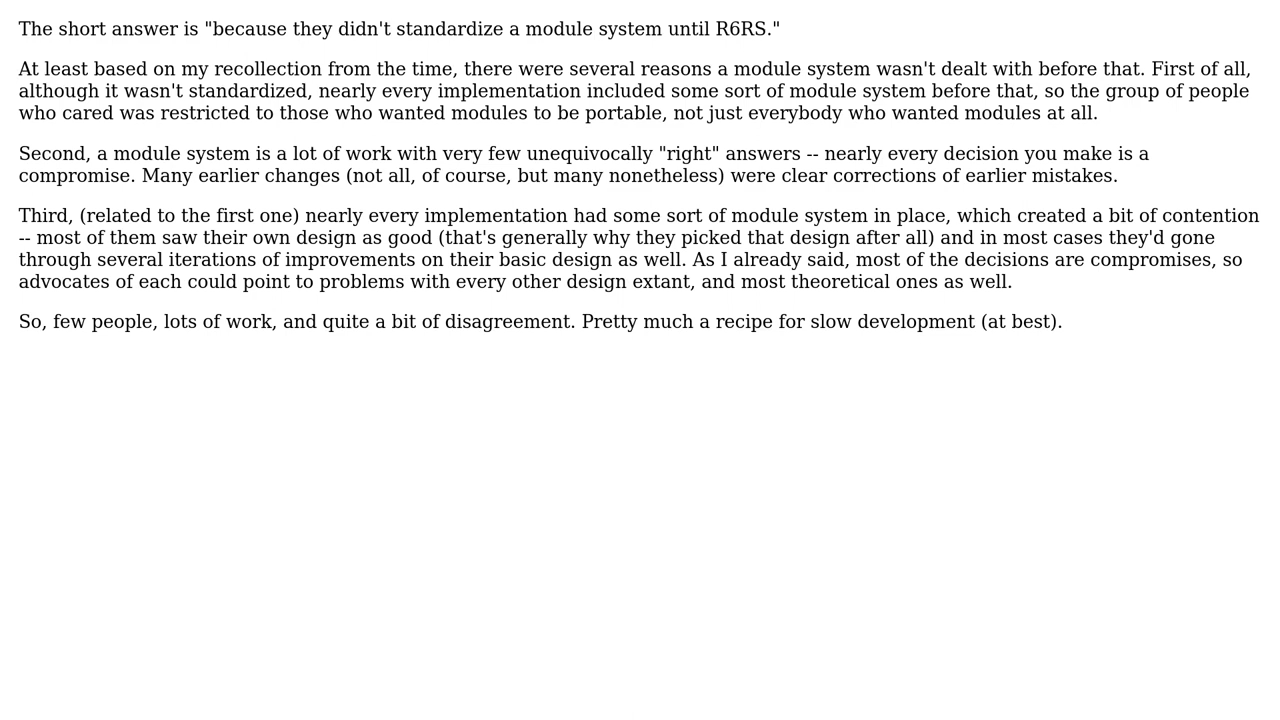 The short answer is "because they didn't standardize a module system until R6RS."
At least based on my recollection from the time, there were several reasons a module system wasn't dealt with before that. First of all,
although it wasn't standardized, nearly every implementation included some sort of module system before that, so the group of people
who cared was restricted to those who wanted modules to be portable, not just everybody who wanted modules at all.
Second, a module system is a lot of work with very few unequivocally "right" answers -- nearly every decision you make is a
compromise. Many earlier changes (not all, of course, but many nonetheless) were clear corrections of earlier mistakes.
Third, (related to the first one) nearly every implementation had some sort of module system in place, which created a bit of contention
-- most of them saw their own design as good (that's generally why they picked that design after all) and in most cases they'd gone
through several iterations of improvements on their basic design as well. As I already said, most of the decisions are compromises, so
advocates of each could point to problems with every other design extant, and most theoretical ones as well.
So, few people, lots of work, and quite a bit of disagreement. Pretty much a recipe for slow development (at best).